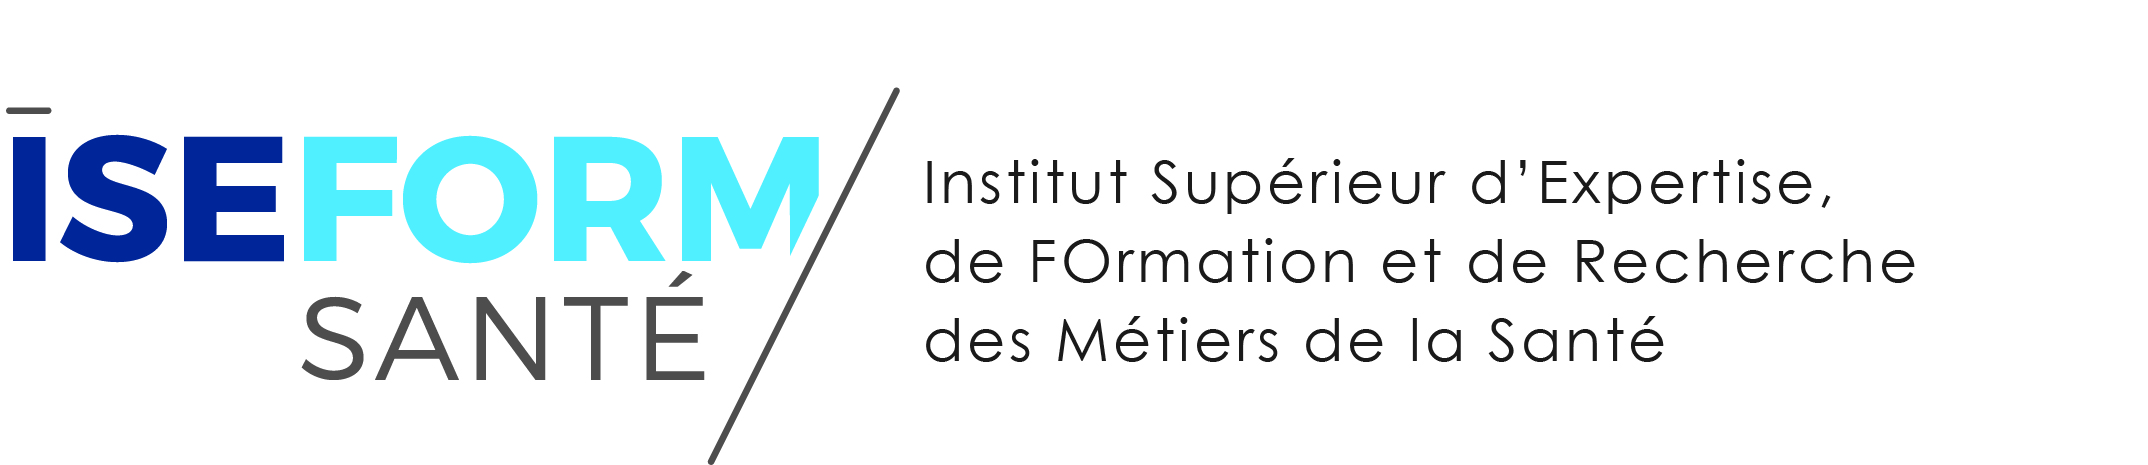 ISEFORM
SANTÉ
Institut Supérieur d’Expertise,
de FOrmation et de Recherche
des Métiers de la Santé